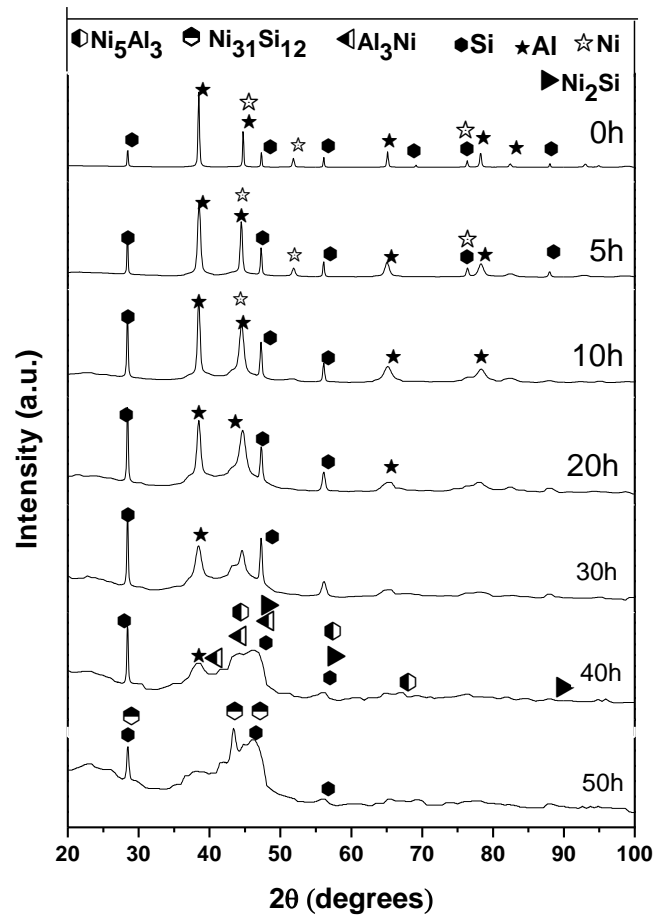 Ni5Al3 Ni31Si12 Al3Ni Si Al Ni
Ni2Si
0h
5h
10h
20h
30h
40h
50h
Intensity (a.u.)
20 30 40 50 60 70 80 90 100
2θ (degrees)